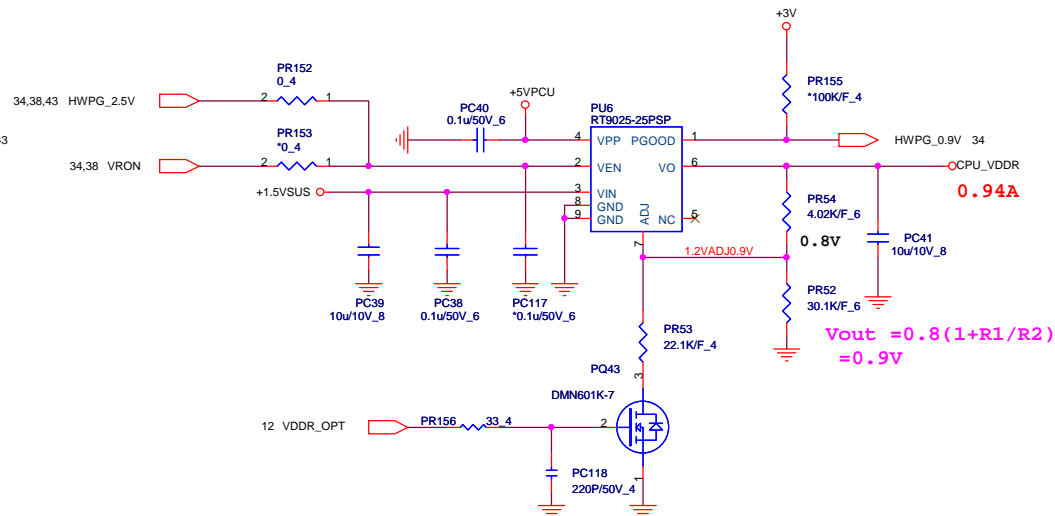 +3V
PR152
0_4
PR155
*100K/F_4
34,38,43 HWPG_2.5V
2
1
+5VPCU
PC40
0.1u/50V_6
PU6
RT9025-25PSP
43
PR153
*0_4
4 VPP PGOOD 1
HWPG_0.9V 34
34,38 VRON
2
1
2 VEN VO 6
CPU_VDDR
0.94A
+1.5VSUS
3 VIN
8 GND
9 GND
ADJ
NC 5
7
PR54
4.02K/F_6
0.8V
PC41
10u/10V_8
1.2VADJ0.9V
PC39
10u/10V_8
PC38
0.1u/50V_6
PC117
*0.1u/50V_6
PR52
30.1K/F_6
PR53
22.1K/F_4
Vout =0.8(1+R1/R2)
=0.9V
PQ43
3
DMN601K-7
12 VDDR_OPT
PR156
33_4
2
1
PC118
220P/50V_4